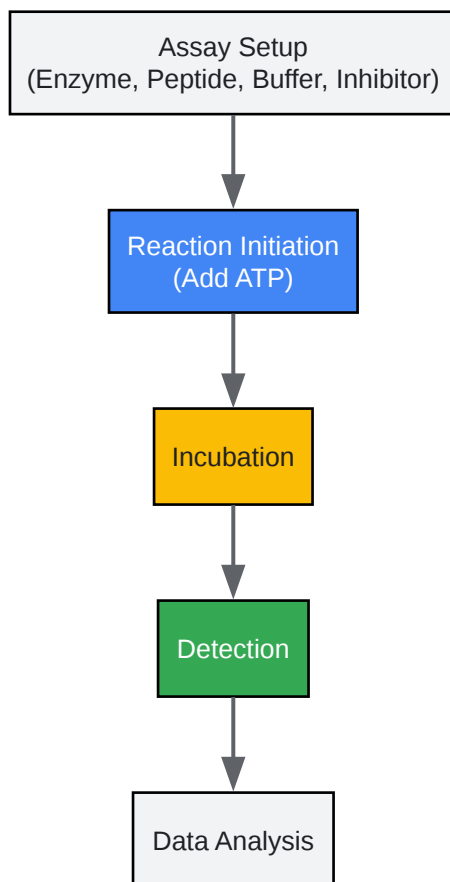 Assay Setup
(Enzyme, Peptide, Buffer, Inhibitor)
Reaction Initiation
(Add ATP)
Incubation
Detection
Data Analysis